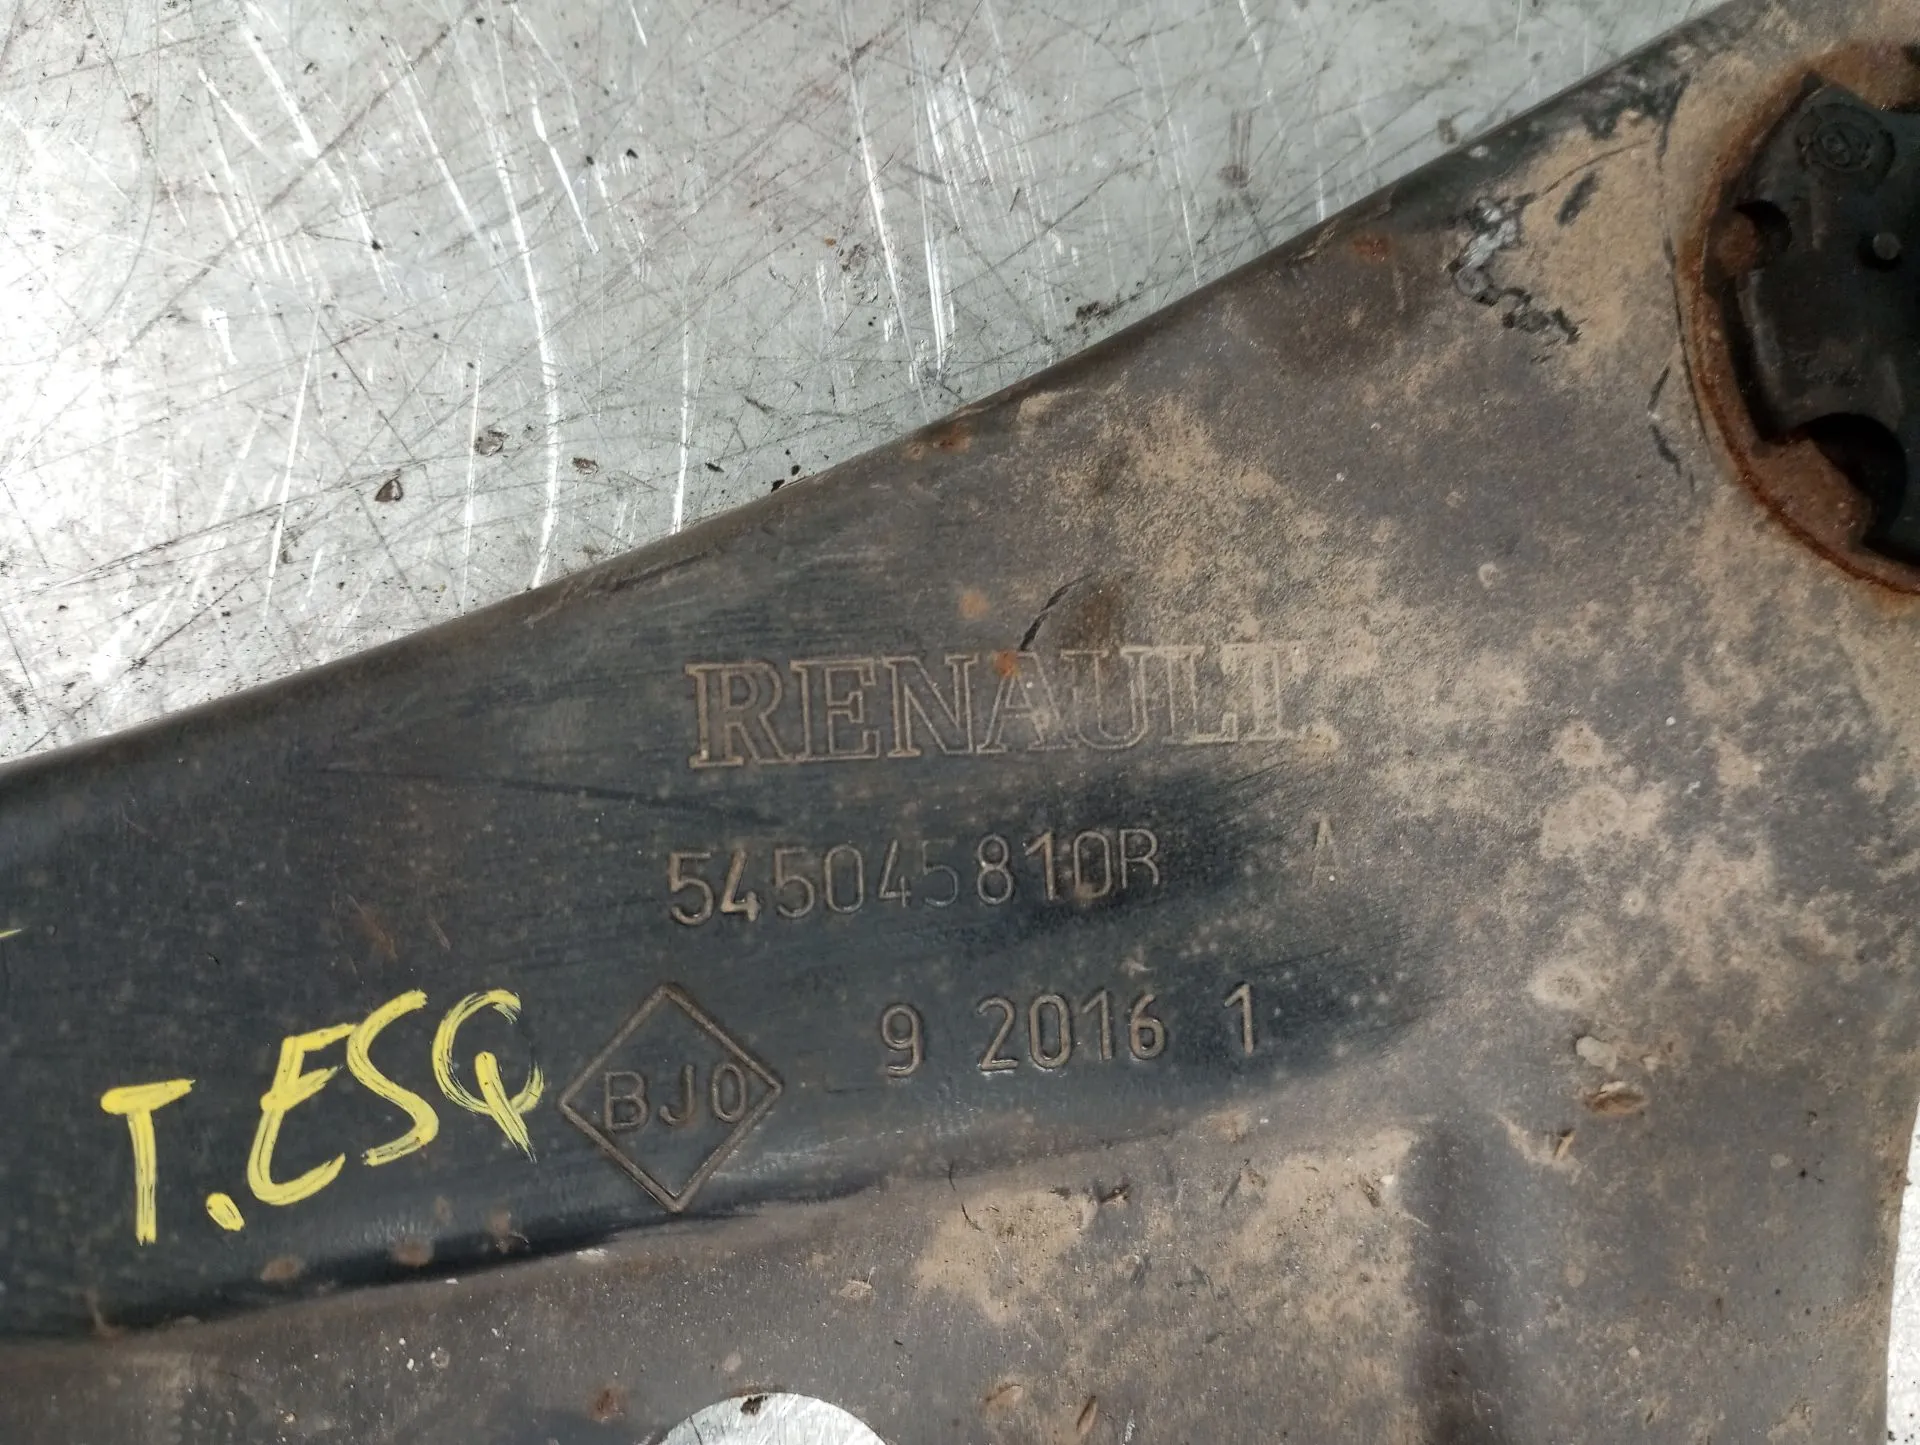 RENAULT
545045810R A
9 2016 1
BJO
T.ESQ